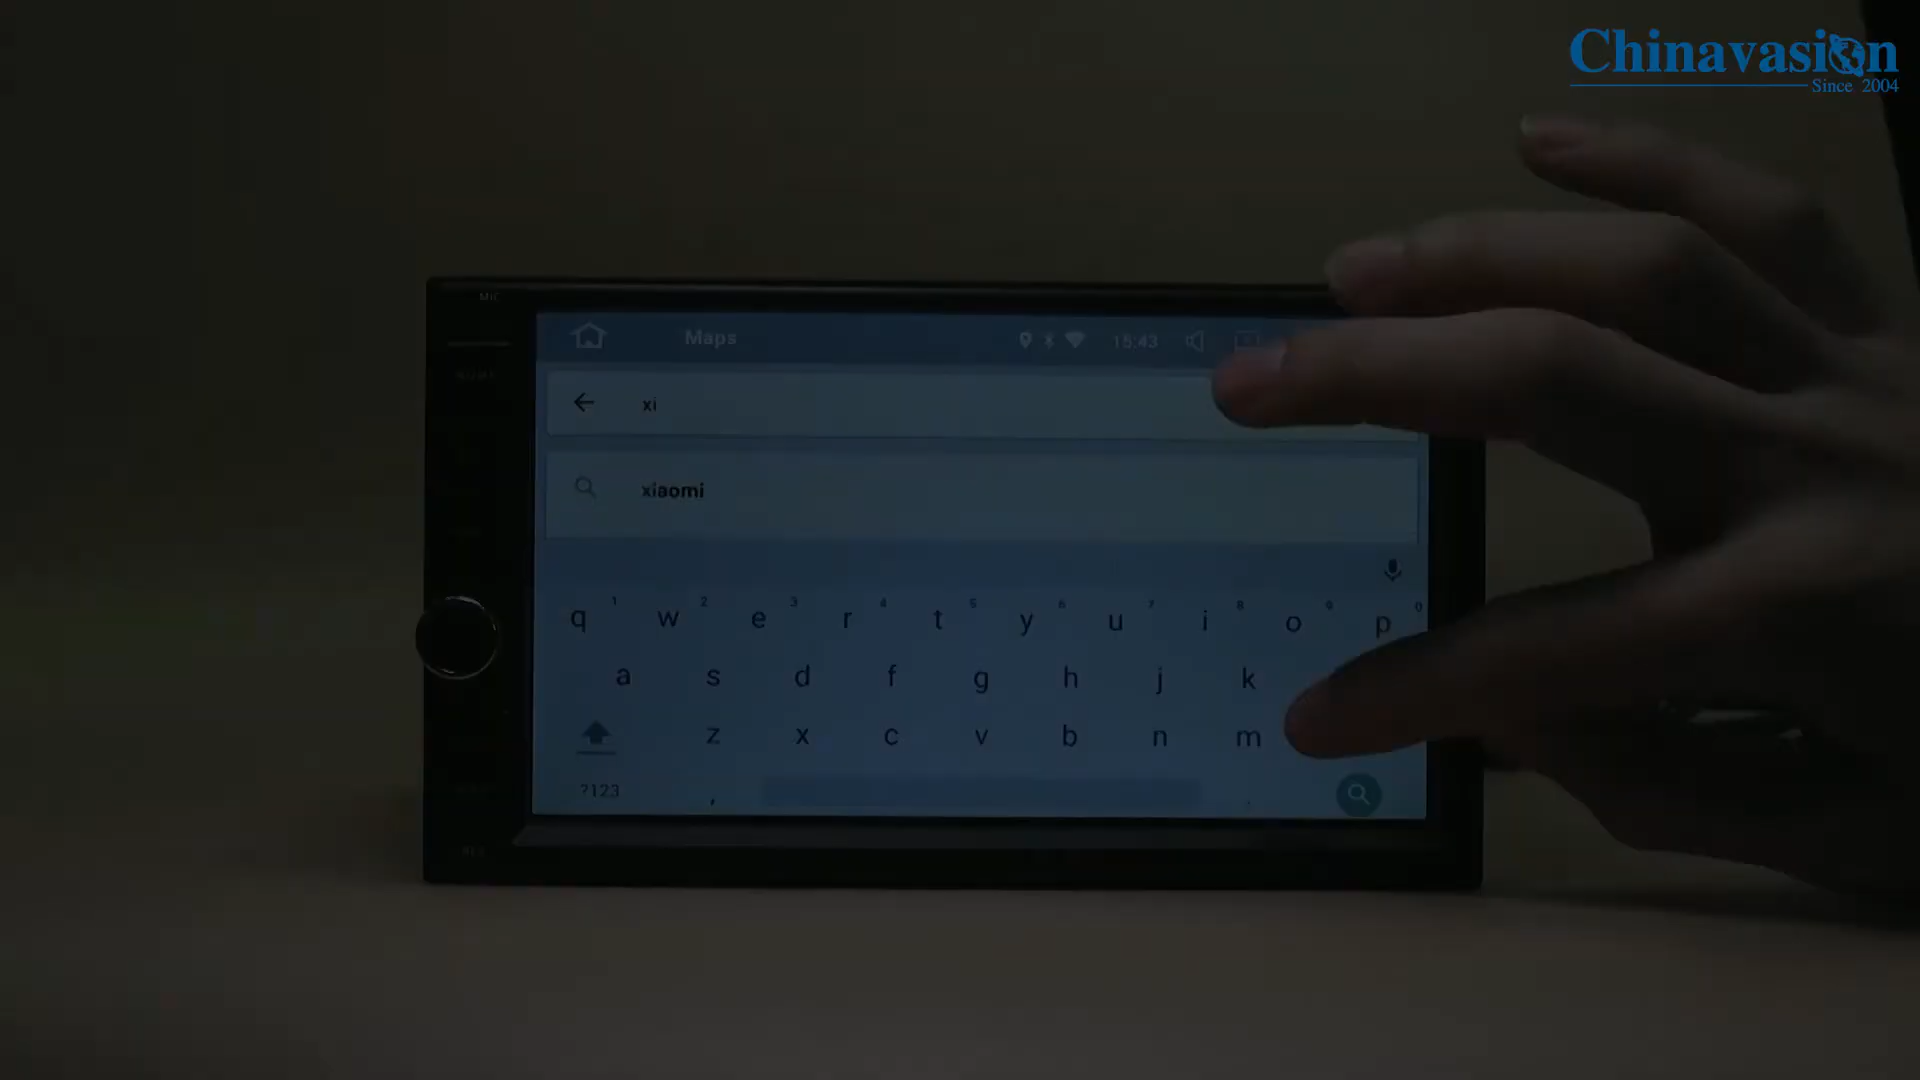 Chinavasion
Since 2004
MIC
Maps
15:43
xi
xiaomi
q 1 w 2 e 3 r 4 t 5 y 6 u 7 i 8 o 9 p 0
a s d f g h j k
z x c v b n m
?123 , .